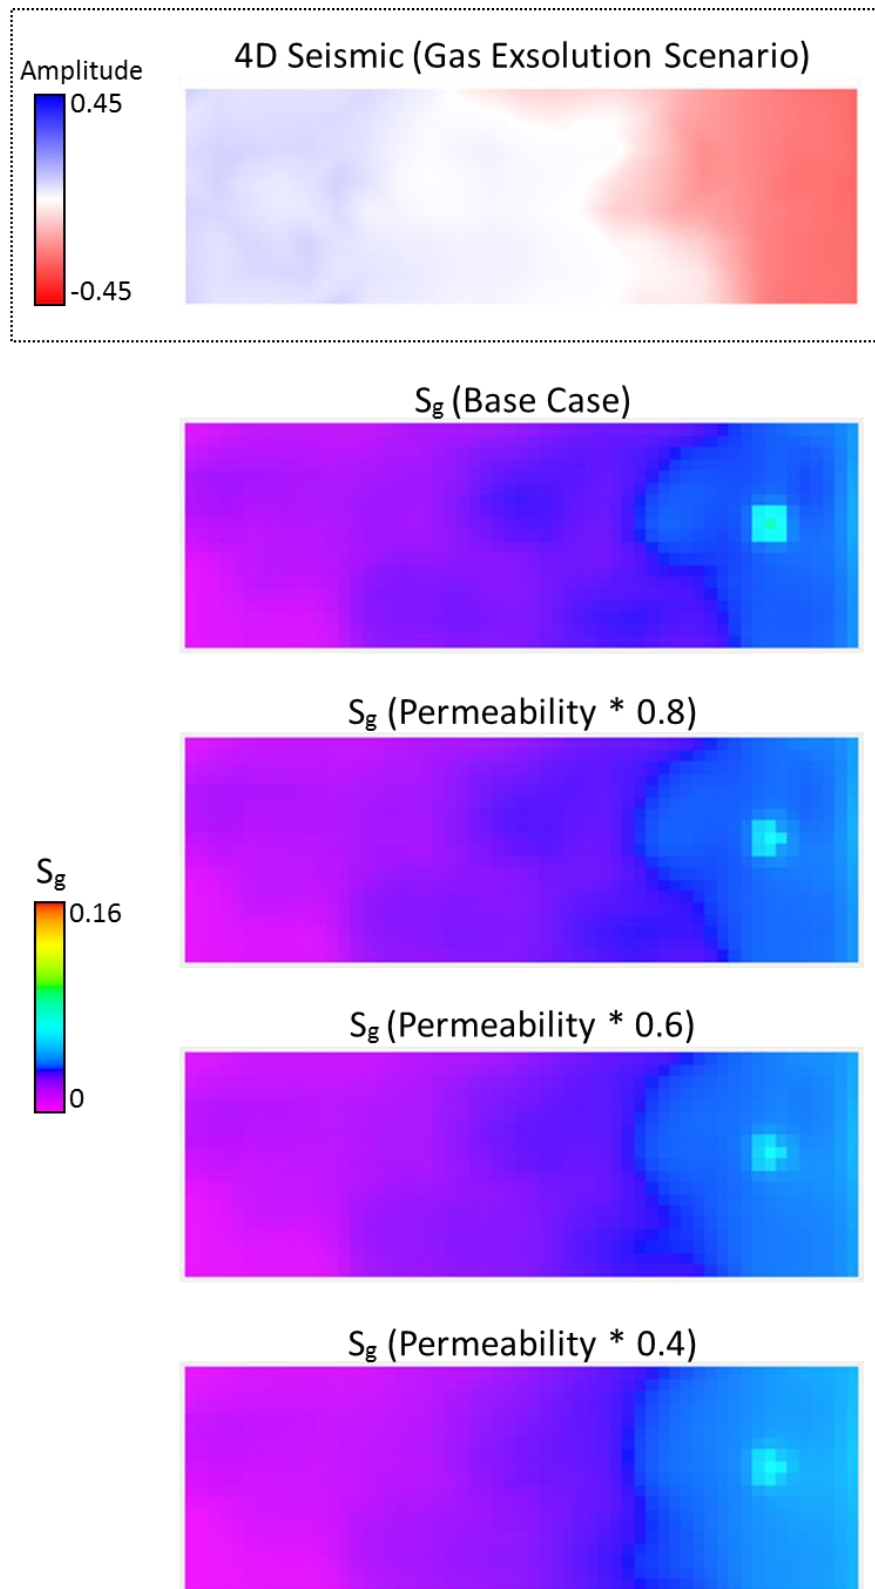 4D Seismic (Gas Exsolution Scenario)
Amplitude
0.45
-0.45
Sg (Base Case)
Sg (Permeability * 0.8)
Sg
0.16
0
Sg (Permeability * 0.6)
Sg (Permeability * 0.4)